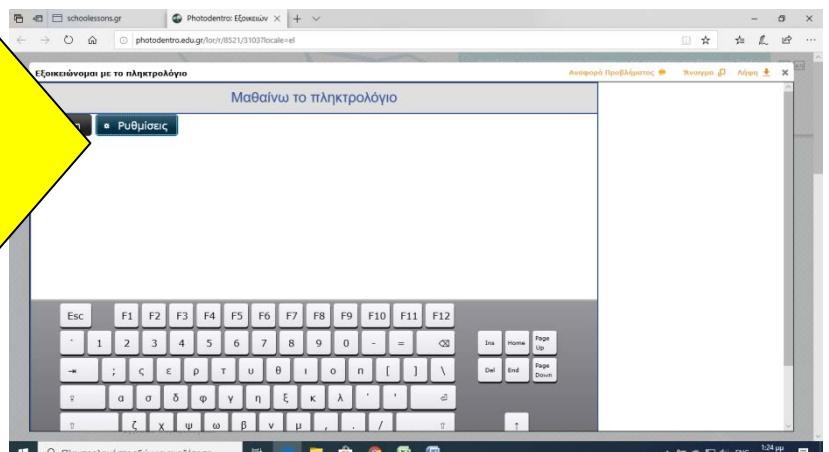 schoolessons.gr
Photodentro: Εξοικειών
photodentro.edu.gr/lor/r/8521/3103?locale=el
Εξοικειώνομαι με το πληκτρολόγιο
Αναφορά Προβλήματος
Άνοιγμα
Λήψη
Μαθαίνω το πληκτρολόγιο
Ρυθμίσεις
Esc F1 F2 F3 F4 F5 F6 F7 F8 F9 F10 F11 F12
` 1 2 3 4 5 6 7 8 9 0 - =
Ins Home Page Up
; ς ε ρ τ υ θ ι ο π [ ] \
Del End Page Down
α σ δ φ γ η ξ κ λ ' '
ζ χ ψ ω β ν μ , . /
1:24 μμ